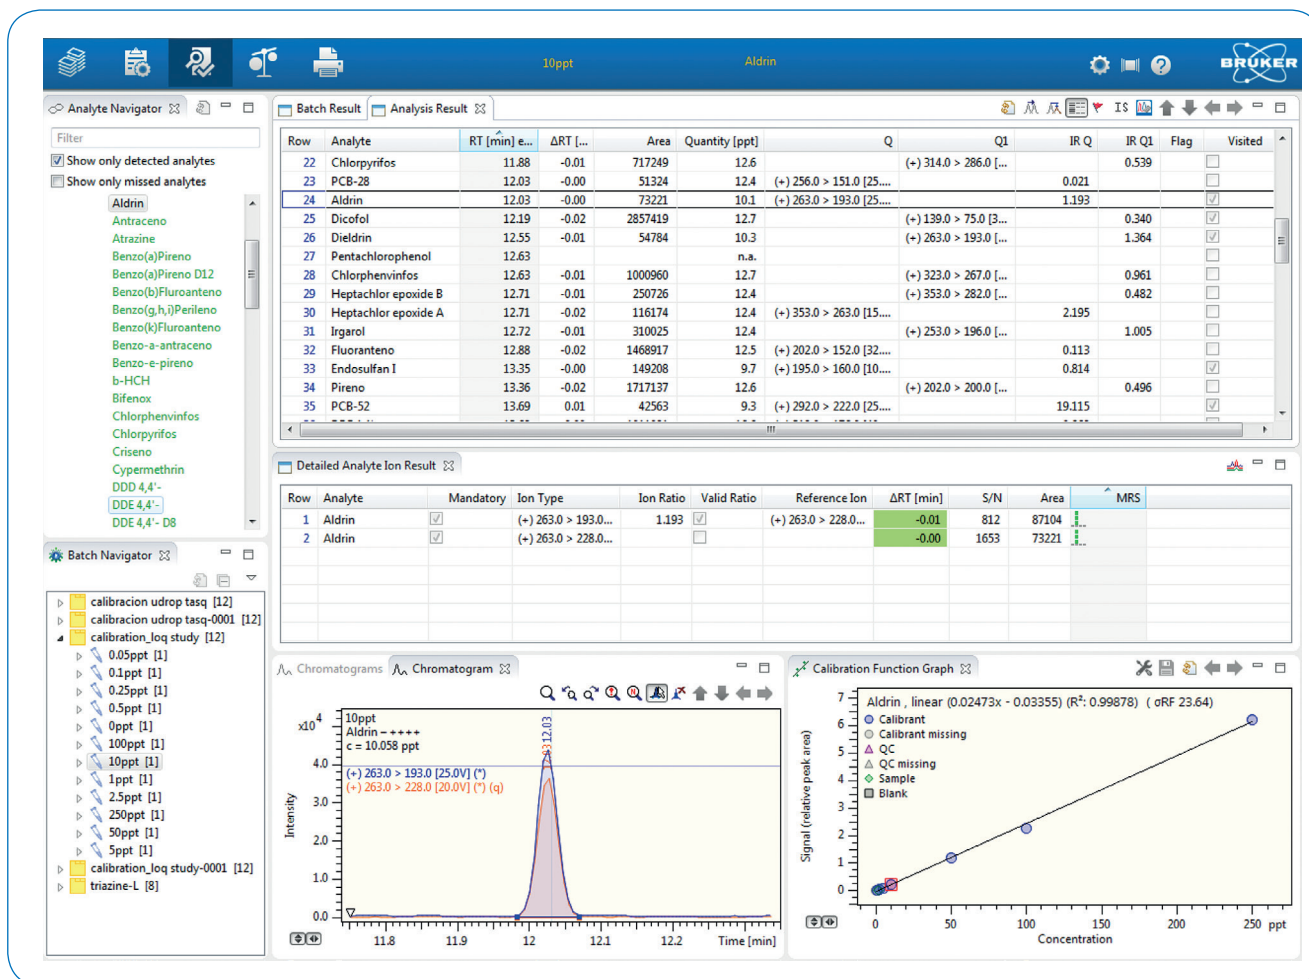 10ppt Aldrin BRUKER
Analyte Navigator
Filter
Show only detected analytes
Show only missed analytes
Aldrin
Antraceno
Atrazine
Benzo(a)Pireno
Benzo(a)Pireno D12
Benzo(b)Fluroanteno
Benzo(g,h,i)Perileno
Benzo(k)Fluroanteno
Benzo-a-antraceno
Benzo-e-pireno
b-HCH
Bifenox
Chlorphenvinfos
Chlorpyrifos
Criseno
Cypermethrin
DDD 4,4'-
DDE 4,4'-
DDE 4,4'- D8
Batch Navigator
calibracion udrop tasq [12]
calibracion udrop tasq-0001 [12]
calibration_loq study [12]
0.05ppt [1]
0.1ppt [1]
0.25ppt [1]
0.5ppt [1]
0ppt [1]
100ppt [1]
10ppt [1]
1ppt [1]
2.5ppt [1]
250ppt [1]
50ppt [1]
5ppt [1]
calibration_loq study-0001 [12]
triazine-L [8]
Batch Result Analysis Result IS
Row Analyte RT [min] e... ΔRT [... Area Quantity [ppt] Q Q1 IR Q IR Q1 Flag Visited
22 Chlorpyrifos 11.88 -0.01 717249 12.6 (+) 314.0 > 286.0 [... 0.539
23 PCB-28 12.03 -0.00 51324 12.4 (+) 256.0 > 151.0 [25.... 0.021
24 Aldrin 12.03 -0.00 73221 10.1 (+) 263.0 > 193.0 [25.... 1.193
25 Dicofol 12.19 -0.02 2857419 12.7 (+) 139.0 > 75.0 [3... 0.340
26 Dieldrin 12.55 -0.01 54784 10.3 (+) 263.0 > 193.0 [... 1.364
27 Pentachlorophenol 12.63 n.a.
28 Chlorphenvinfos 12.63 -0.01 1000960 12.7 (+) 323.0 > 267.0 [... 0.961
29 Heptachlor epoxide B 12.71 -0.01 250726 12.4 (+) 353.0 > 282.0 [... 0.482
30 Heptachlor epoxide A 12.71 -0.02 116174 12.4 (+) 353.0 > 263.0 [15.... 2.195
31 Irgarol 12.72 -0.01 310025 12.4 (+) 253.0 > 196.0 [... 1.005
32 Fluoranteno 12.88 -0.02 1468917 12.5 (+) 202.0 > 152.0 [32.... 0.113
33 Endosulfan I 13.35 -0.00 149208 9.7 (+) 195.0 > 160.0 [10.... 0.814
34 Pireno 13.36 -0.02 1717137 12.6 (+) 202.0 > 200.0 [... 0.496
35 PCB-52 13.69 0.01 42563 9.3 (+) 292.0 > 222.0 [25.... 19.115
Detailed Analyte Ion Result
Row Analyte Mandatory Ion Type Ion Ratio Valid Ratio Reference Ion ΔRT [min] S/N Area MRS
1 Aldrin (+) 263.0 > 193.0... 1.193 (+) 263.0 > 228.0... -0.01 812 87104
2 Aldrin (+) 263.0 > 228.0... -0.00 1653 73221
Chromatograms Chromatogram
x10⁴
10ppt
Aldrin – ++++
c = 10.058 ppt
(+) 263.0 > 193.0 [25.0V] (*)
(+) 263.0 > 228.0 [20.0V] (*) (q)
12.03
Intensity
4.0
3.0
2.0
1.0
0.0
11.8 11.9 12 12.1 12.2 Time [min]
Calibration Function Graph
Aldrin , linear (0.02473x - 0.03355) (R²: 0.99878) ( σRF 23.64)
Calibrant
Calibrant missing
QC
QC missing
Sample
Blank
Signal (relative peak area)
7
6
5
4
3
2
1
0
0 50 100 150 200 250 ppt
Concentration